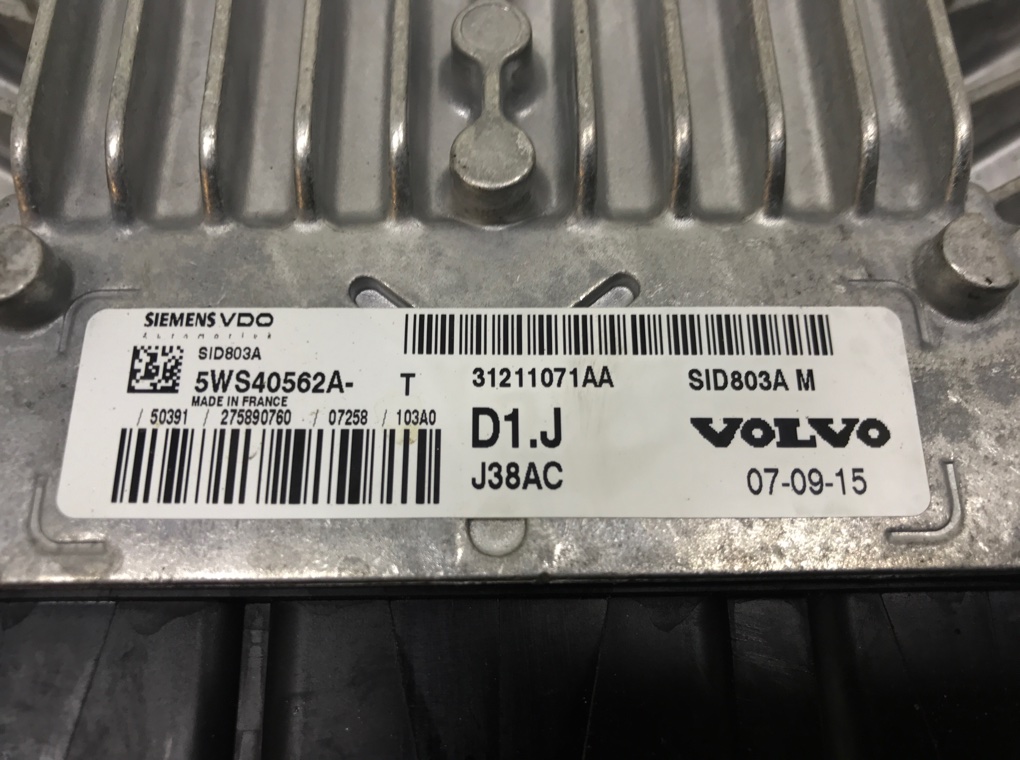 SIEMENS VDO
Automotive
SID803A
5WS40562A- T
MADE IN FRANCE
/ 50391 / 275890760 / 07258 / 103A0
31211071AA
SID803A M
D1.J
VOLVO
J38AC
07-09-15